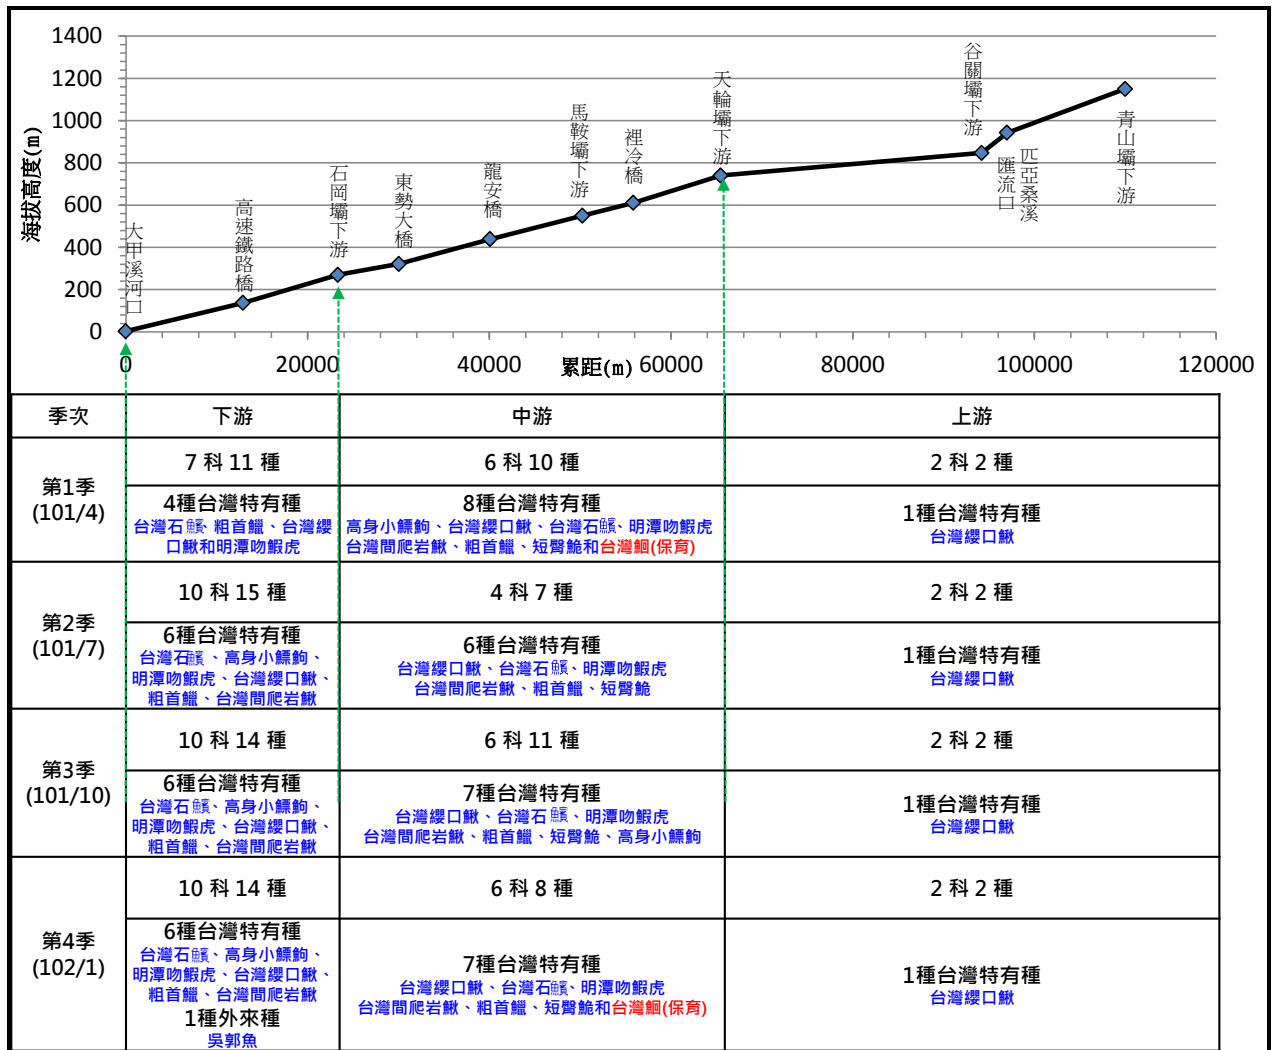 1400
1200
1000
800
600
400
200
0
海拔高度(m)
大甲溪河口
高速鐵路橋
石岡壩下游
東勢大橋
龍安橋
馬鞍壩下游
裡冷橋
天輪壩下游
谷關壩下游
匹亞桑溪
匯流口
青山壩下游
0 20000 40000 60000 80000 100000 120000
累距(m)
季次 下游 中游 上游
第1季
(101/4)
7 科 11 種
6 科 10 種
2 科 2 種
4種台灣特有種
台灣石鱝、粗首鱲、台灣纓
口鰍和明潭吻鰕虎
8種台灣特有種
高身小鰾鮈、台灣纓口鰍、台灣石鱝、明潭吻鰕虎
台灣間爬岩鰍、粗首鱲、短臀鮠和台灣鮰(保育)
1種台灣特有種
台灣纓口鰍
第2季
(101/7)
10 科 15 種
4 科 7 種
2 科 2 種
6種台灣特有種
台灣石鱝、高身小鰾鮈、
明潭吻鰕虎、台灣纓口鰍、
粗首鱲、台灣間爬岩鰍
6種台灣特有種
台灣纓口鰍、台灣石鱝、明潭吻鰕虎
台灣間爬岩鰍、粗首鱲、短臀鮠
1種台灣特有種
台灣纓口鰍
第3季
(101/10)
10 科 14 種
6 科 11 種
2 科 2 種
6種台灣特有種
台灣石鱝、高身小鰾鮈、
明潭吻鰕虎、台灣纓口鰍、
粗首鱲、台灣間爬岩鰍
7種台灣特有種
台灣纓口鰍、台灣石鱝、明潭吻鰕虎
台灣間爬岩鰍、粗首鱲、短臀鮠、高身小鰾鮈
1種台灣特有種
台灣纓口鰍
第4季
(102/1)
10 科 14 種
6 科 8 種
2 科 2 種
6種台灣特有種
台灣石鱝、高身小鰾鮈、
明潭吻鰕虎、台灣纓口鰍、
粗首鱲、台灣間爬岩鰍
1種外來種
吳郭魚
7種台灣特有種
台灣纓口鰍、台灣石鱝、明潭吻鰕虎
台灣間爬岩鰍、粗首鱲、短臀鮠和台灣鮰(保育)
1種台灣特有種
台灣纓口鰍